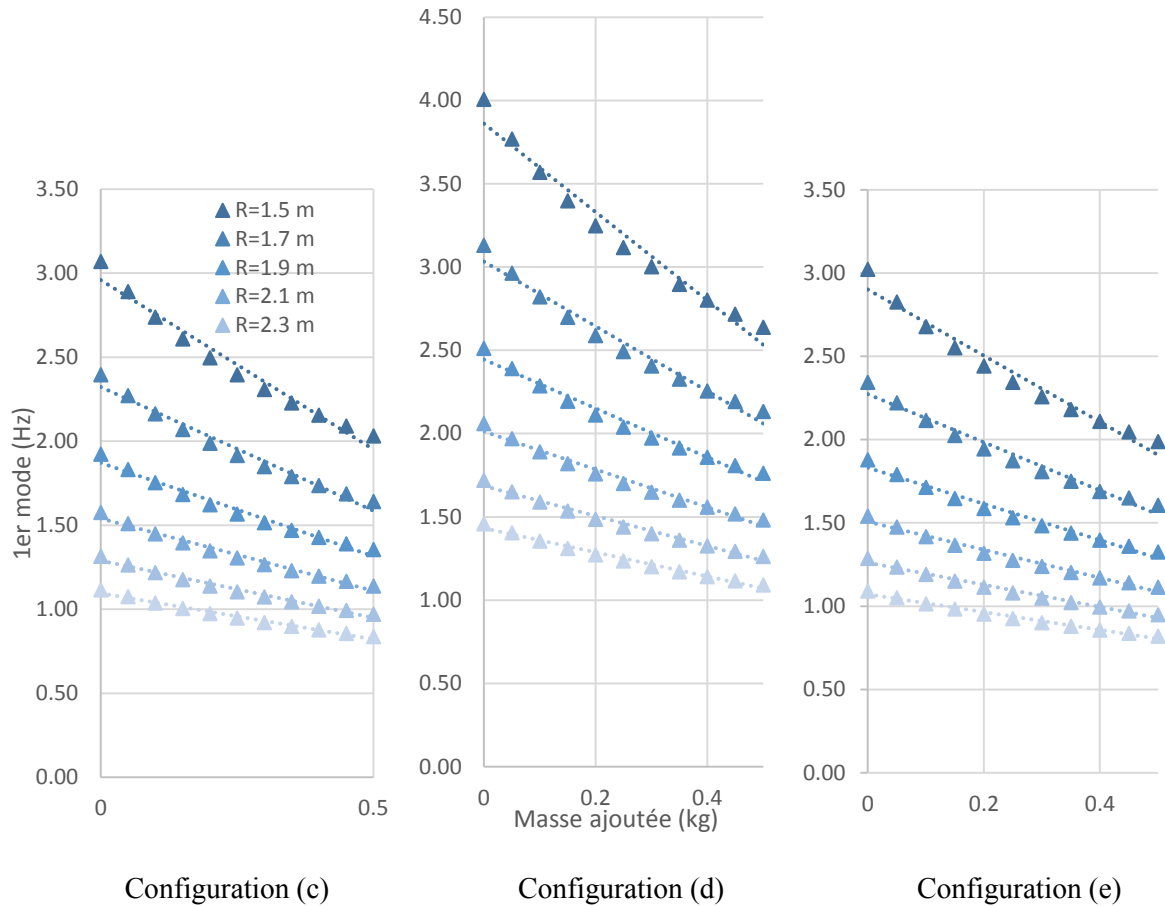 4.50
4.00
3.50
3.00
2.50
2.00
1.50
1.00
0.50
0.00
3.50
3.00
2.50
2.00
1.50
1.00
0.50
0.00
3.50
3.00
2.50
2.00
1.50
1.00
0.50
0.00
1er mode (Hz)
R=1.5 m
R=1.7 m
R=1.9 m
R=2.1 m
R=2.3 m
0 0.5
0 0.2 0.4
0 0.2 0.4
Masse ajoutée (kg)
Configuration (c) Configuration (d) Configuration (e)